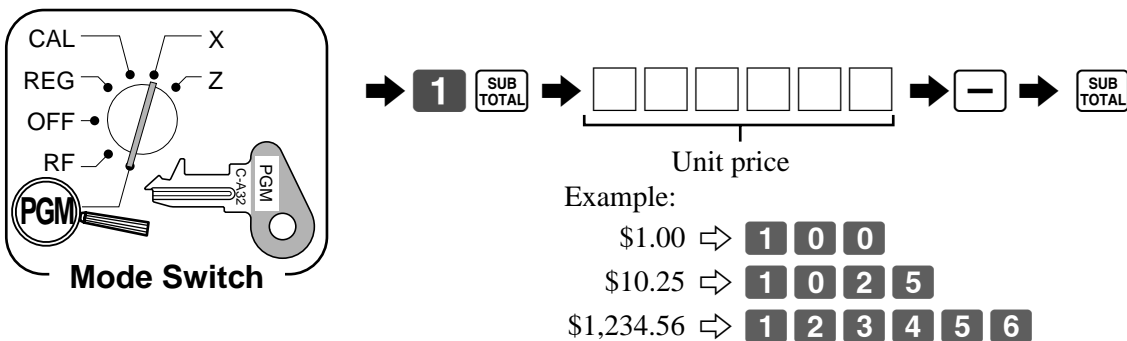 CAL
X
REG
Z
OFF
RF
PGM
PGM
C-A32
Mode Switch
1 SUB TOTAL − SUB TOTAL
Unit price
Example:
$1.00 ⇨ 1 0 0
$10.25 ⇨ 1 0 2 5
$1,234.56 ⇨ 1 2 3 4 5 6